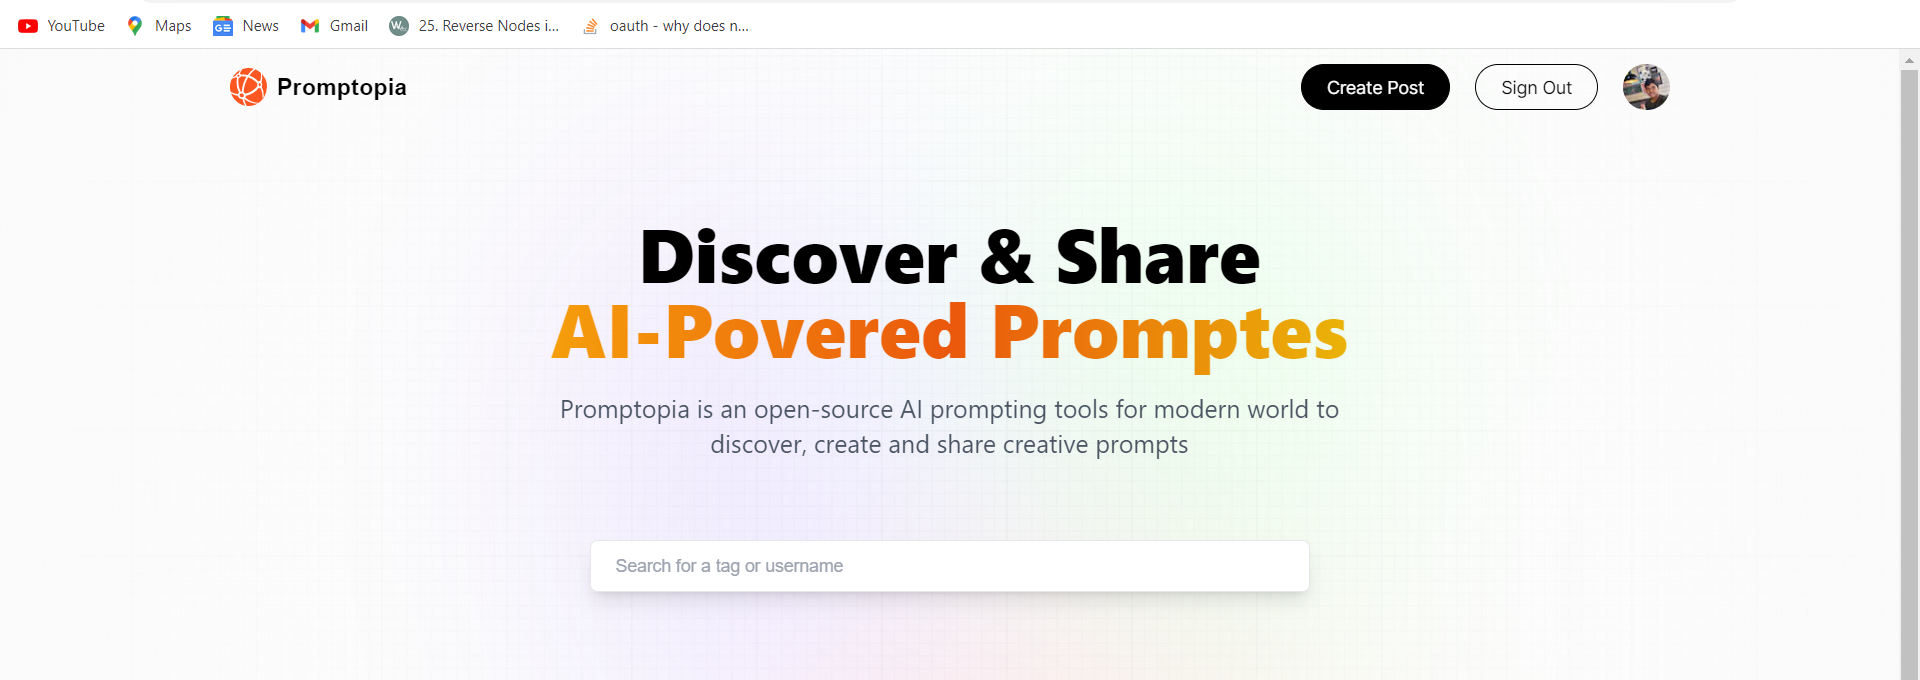 YouTube Maps News Gmail 25. Reverse Nodes i... oauth - why does n...
Promptopia Create Post Sign Out
Discover & Share
AI-Povered Promptes
Promptopia is an open-source AI prompting tools for modern world to
discover, create and share creative prompts
Search for a tag or username